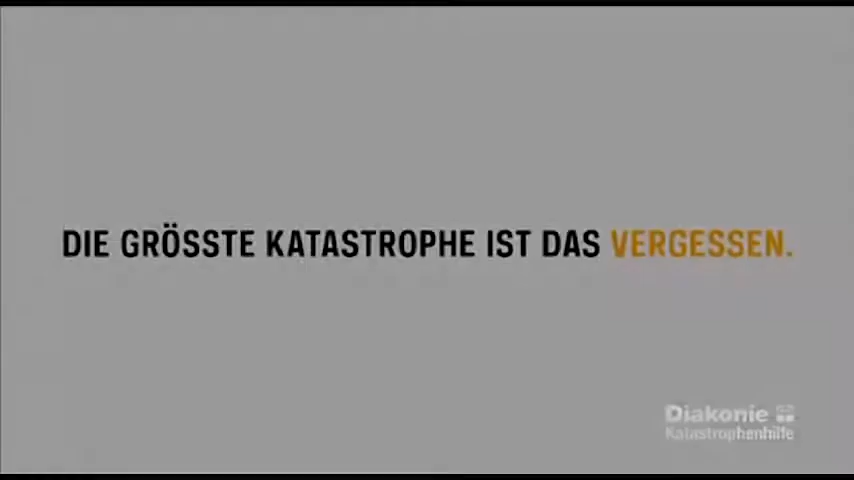 DIE GRÖSSTE KATASTROPHE IST DAS VERGESSEN.
Diakonie
Katastrophenhilfe